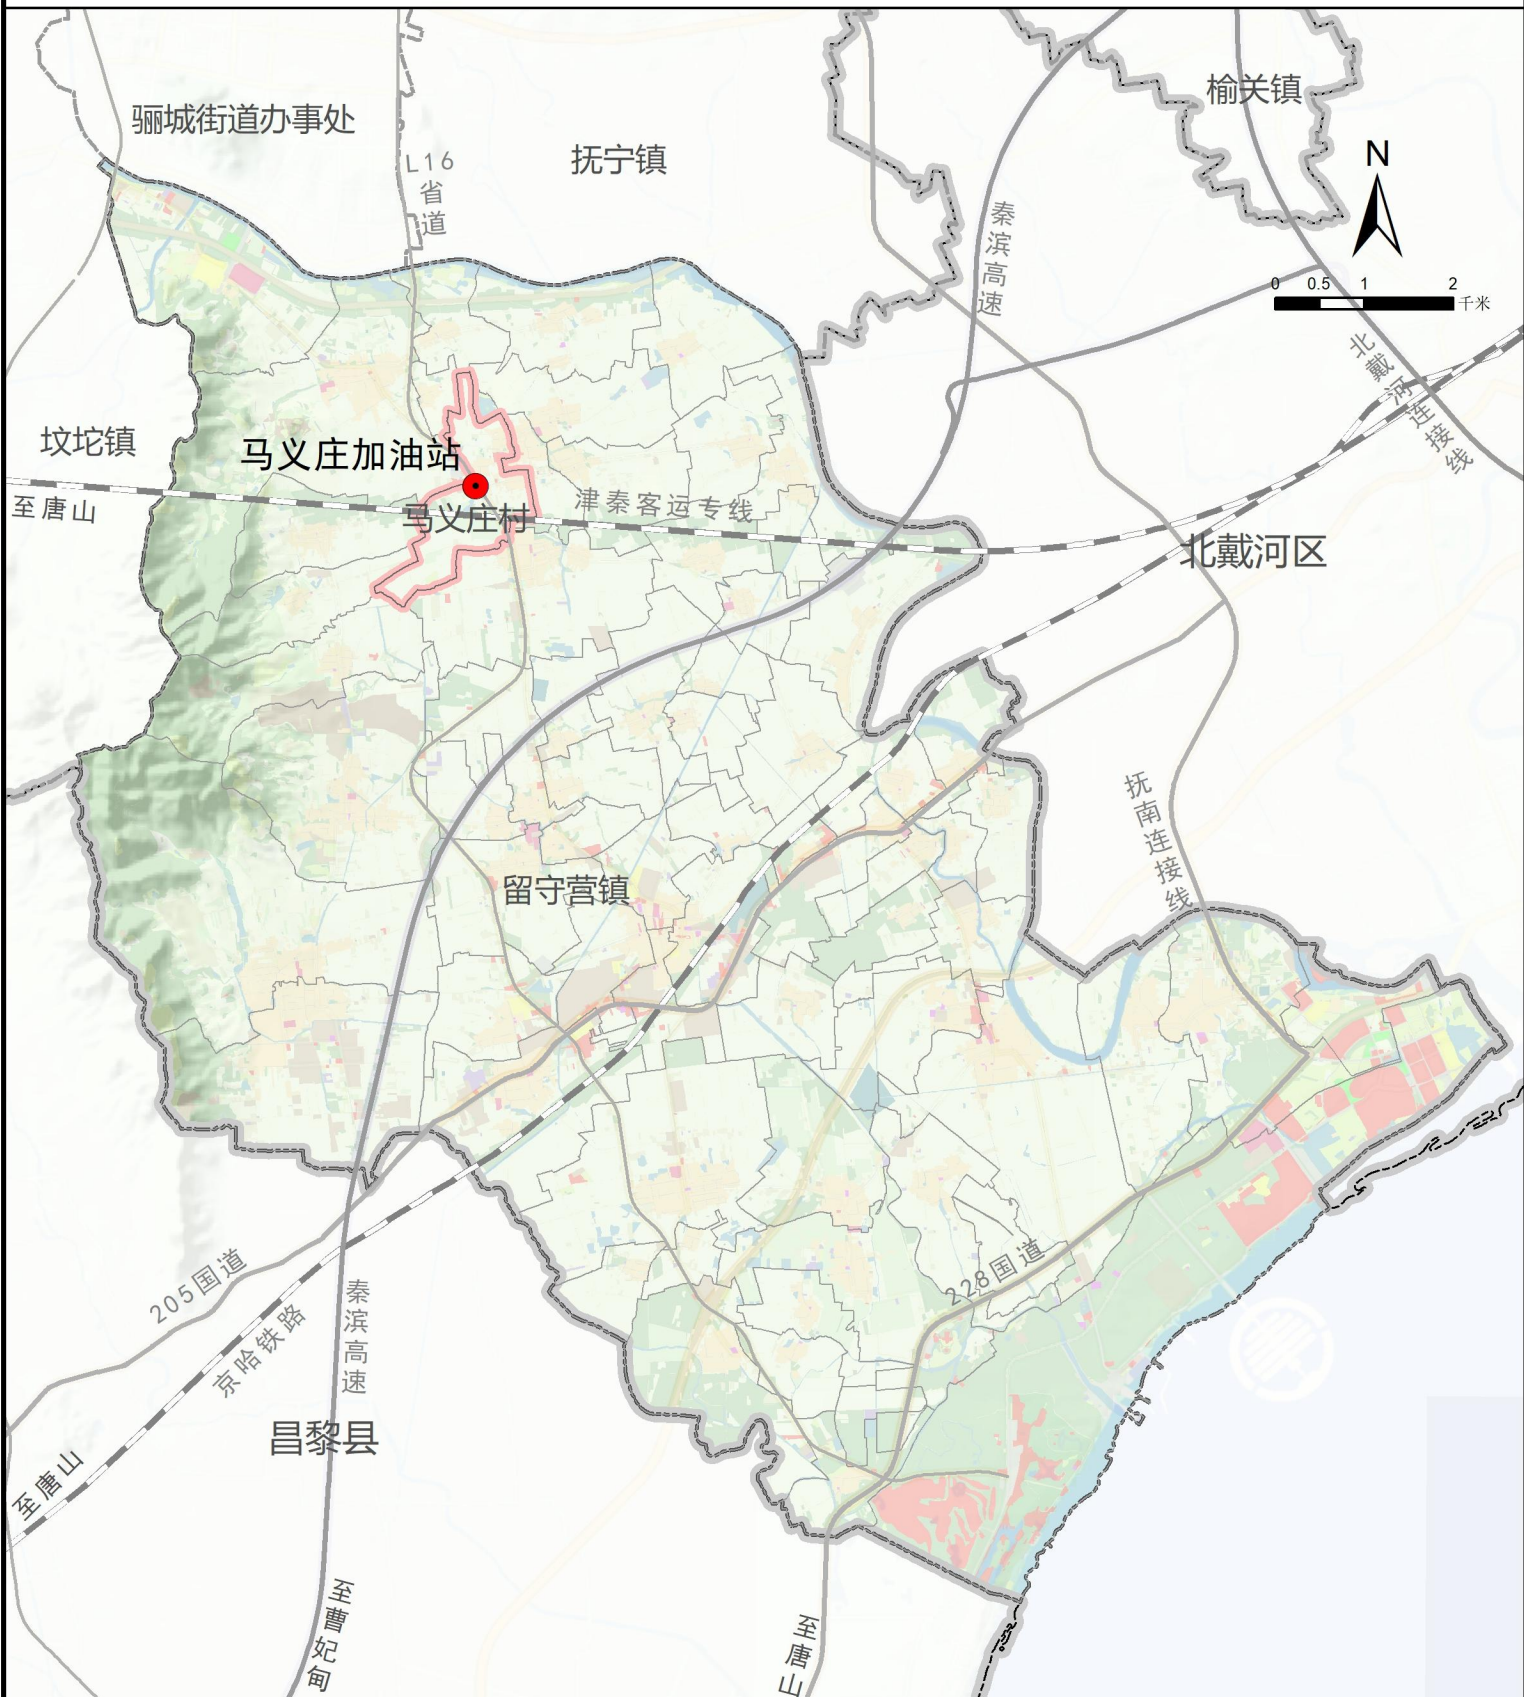 骊城街道办事处
抚宁镇
榆关镇
N
0 0.5 1 2
千米
L16省道
秦滨高速
北戴河连接线
坟坨镇
马义庄加油站
至唐山
马义庄村
津秦客运专线
北戴河区
抚南连接线
留守营镇
205国道
京哈铁路
秦滨高速
228国道
昌黎县
至唐山
至曹妃甸
至唐山